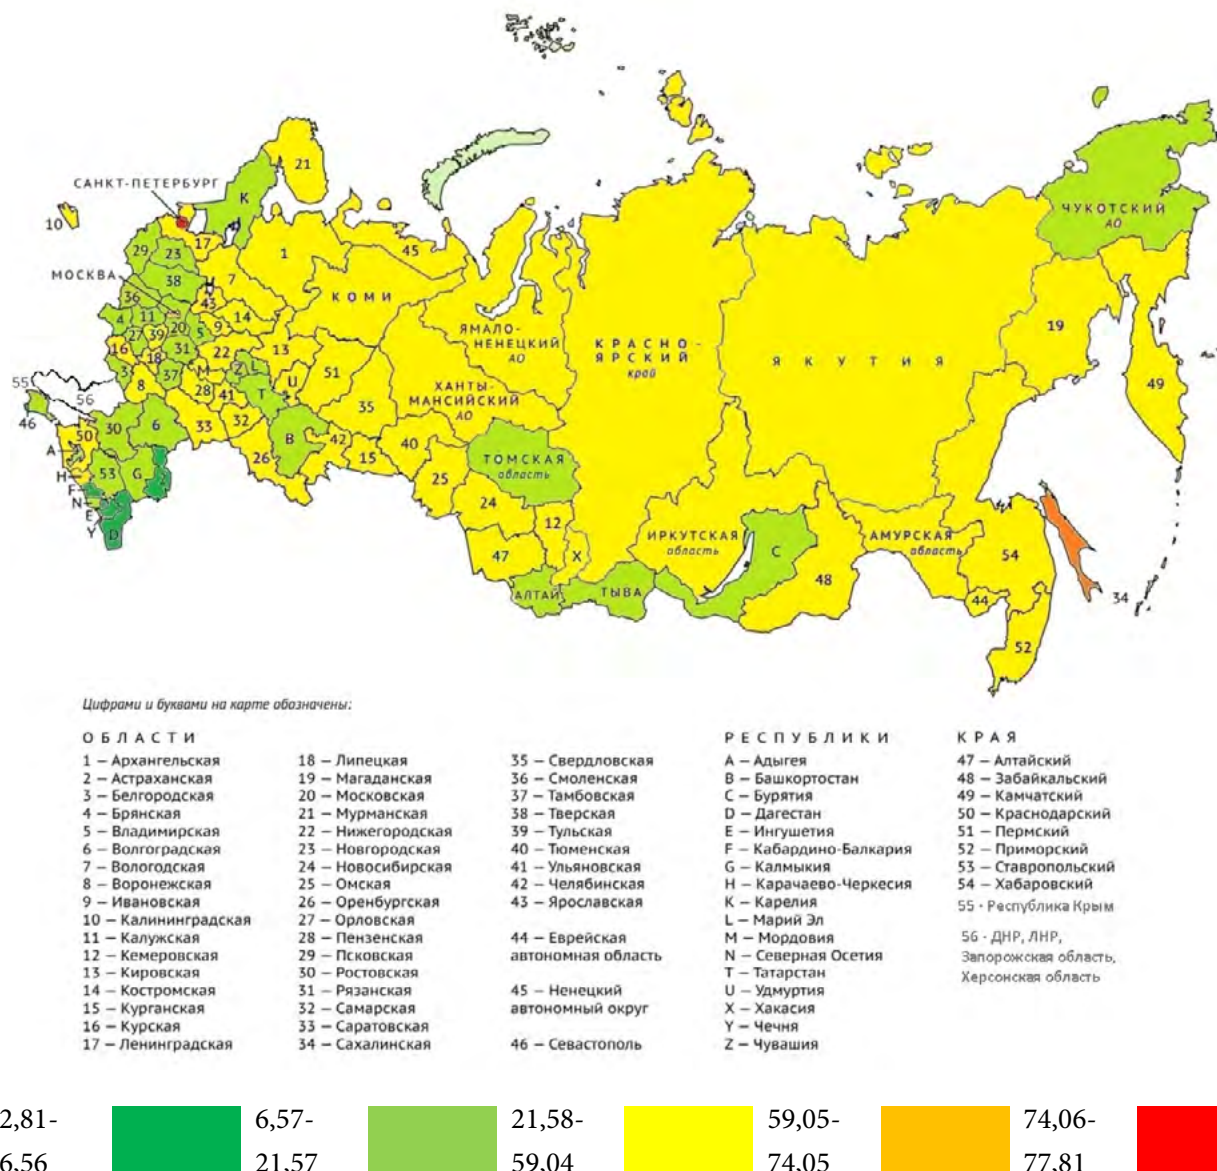 САНКТ-ПЕТЕРБУРГ
21
К
10
ЧУКОТСКИЙ
АО
29
23
17
1
45
МОСКВА
38
7
КОМИ
36
43
4
11
20
5
9
14
ЯМАЛО-
НЕНЕЦКИЙ
АО
КРАСНО-
ЯРСКИЙ
край
ЯКУТИЯ
19
27
39
16
18
31
22
13
3
37
М
Z
L
U
51
55
56
8
28
41
Т
35
ХАНТЫ-
МАНСИЙСКИЙ
АО
49
46
50
30
6
33
32
В
42
40
А
26
15
ТОМСКАЯ
область
Н
53
G
2
25
F
N
24
E
Y
D
12
ИРКУТСКАЯ
область
АМУРСКАЯ
область
47
Х
С
48
54
АЛТАЙ
ТЫВА
44
34
52
Цифрами и буквами на карте обозначены:
ОБЛАСТИ
1 – Архангельская
2 – Астраханская
3 – Белгородская
4 – Брянская
5 – Владимирская
6 – Волгоградская
7 – Вологодская
8 – Воронежская
9 – Ивановская
10 – Калининградская
11 – Калужская
12 – Кемеровская
13 – Кировская
14 – Костромская
15 – Курганская
16 – Курская
17 – Ленинградская
18 – Липецкая
19 – Магаданская
20 – Московская
21 – Мурманская
22 – Нижегородская
23 – Новгородская
24 – Новосибирская
25 – Омская
26 – Оренбургская
27 – Орловская
28 – Пензенская
29 – Псковская
30 – Ростовская
31 – Рязанская
32 – Самарская
33 – Саратовская
34 – Сахалинская
35 – Свердловская
36 – Смоленская
37 – Тамбовская
38 – Тверская
39 – Тульская
40 – Тюменская
41 – Ульяновская
42 – Челябинская
43 – Ярославская
44 – Еврейская
автономная область
45 – Ненецкий
автономный округ
46 – Севастополь
РЕСПУБЛИКИ
А – Адыгея
В – Башкортостан
С – Бурятия
D – Дагестан
E – Ингушетия
F – Кабардино-Балкария
G – Калмыкия
Н – Карачаево-Черкесия
К – Карелия
L – Марий Эл
М – Мордовия
N – Северная Осетия
Т – Татарстан
U – Удмуртия
Х – Хакасия
Y – Чечня
Z – Чувашия
КРАЯ
47 – Алтайский
48 – Забайкальский
49 – Камчатский
50 – Краснодарский
51 – Пермский
52 – Приморский
53 – Ставропольский
54 – Хабаровский
55 - Республика Крым
56 - ДНР, ЛНР,
Запорожская область,
Херсонская область
2,81-
6,56
6,57-
21,57
21,58-
59,04
59,05-
74,05
74,06-
77,81